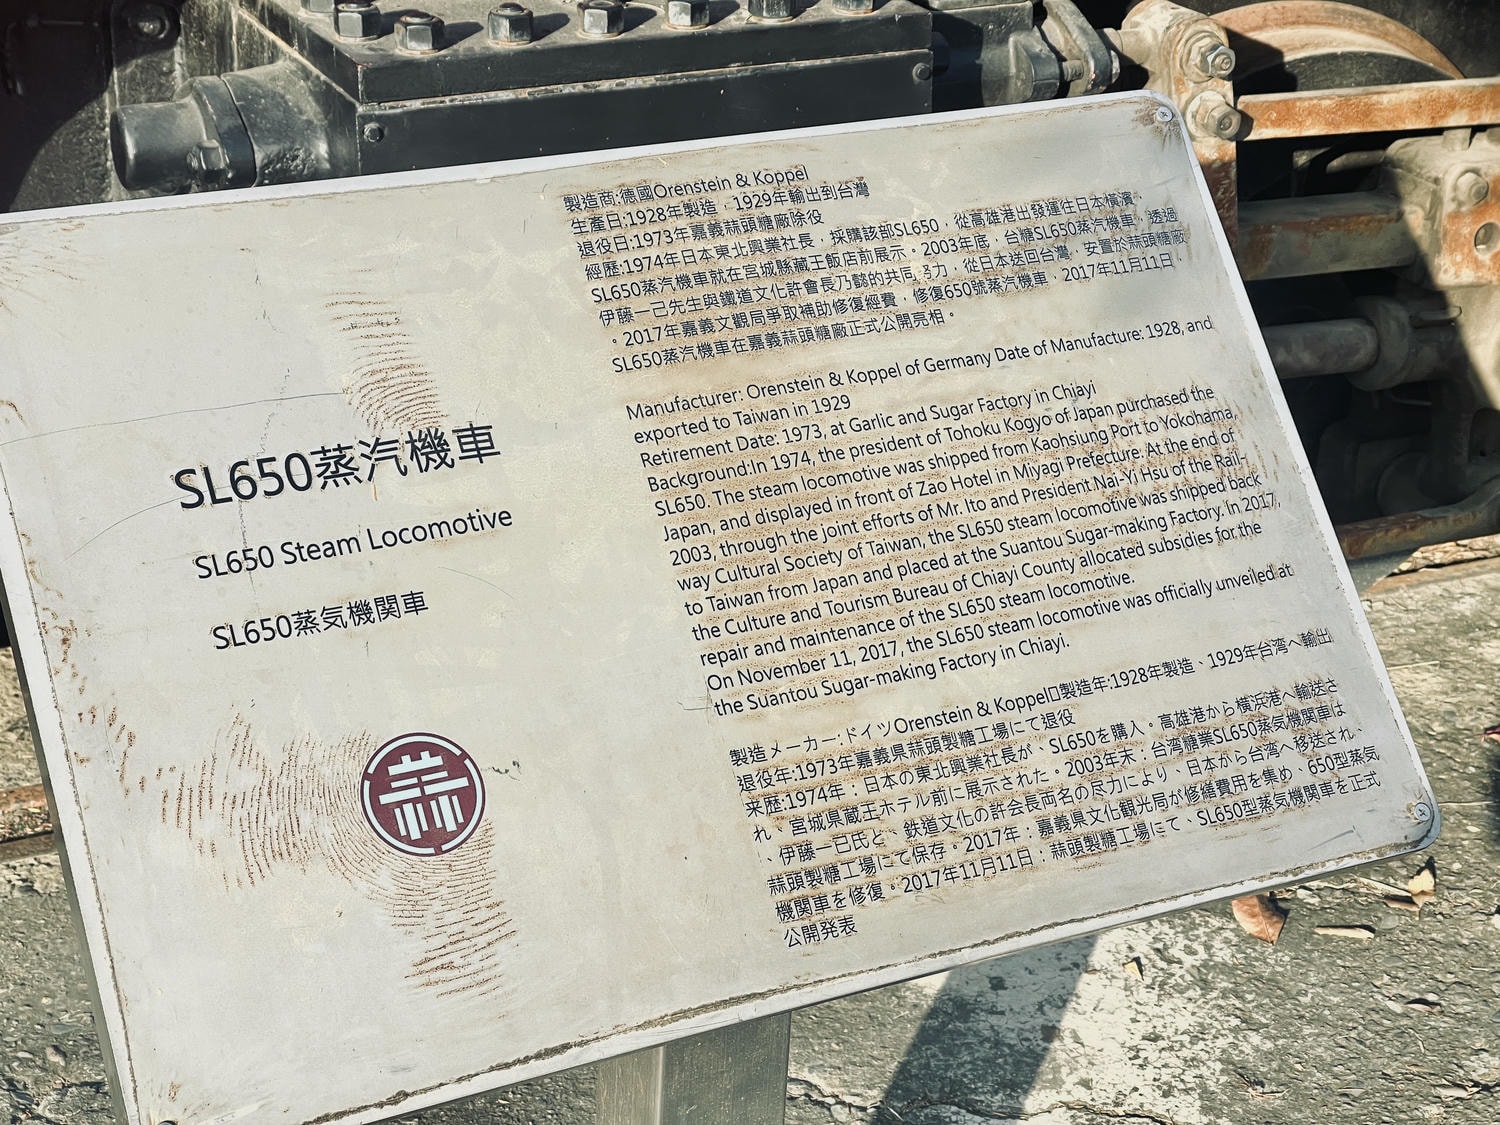 SL650蒸汽機車
SL650 Steam Locomotive
SL650蒸気機関車
蒜
製造商:德國Orenstein & Koppel
生產日:1928年製造，1929年輸出到台灣
退役日:1973年嘉義蒜頭糖廠除役
經歷:1974年日本東北興業社長，採購該部SL650，從高雄港出發運往日本橫濱，
SL650蒸汽機車就在宮城縣藏王飯店前展示。2003年底，台糖SL650蒸汽機車，透過
伊藤一己先生與鐵道文化許會長乃懿的共同努力，從日本送回台灣，安置於蒜頭糖廠
。2017年嘉義文觀局爭取補助修復經費，修復650號蒸汽機車，2017年11月11日，
SL650蒸汽機車在嘉義蒜頭糖廠正式公開亮相。
Manufacturer: Orenstein & Koppel of Germany Date of Manufacture: 1928, and
exported to Taiwan in 1929
Retirement Date: 1973, at Garlic and Sugar Factory in Chiayi
Background:In 1974, the president of Tohoku Kogyo of Japan purchased the
SL650. The steam locomotive was shipped from Kaohsiung Port to Yokohama,
Japan, and displayed in front of Zao Hotel in Miyagi Prefecture. At the end of
2003, through the joint efforts of Mr. Ito and President Nai-Yi Hsu of the Rail-
way Cultural Society of Taiwan, the SL650 steam locomotive was shipped back
to Taiwan from Japan and placed at the Suantou Sugar-making Factory. In 2017,
the Culture and Tourism Bureau of Chiayi County allocated subsidies for the
repair and maintenance of the SL650 steam locomotive.
On November 11, 2017, the SL650 steam locomotive was officially unveiled at
the Suantou Sugar-making Factory in Chiayi.
製造メーカー:ドイツOrenstein & Koppel▯製造年:1928年製造、1929年台湾へ輸出
退役年:1973年嘉義県蒜頭製糖工場にて退役
来歴:1974年：日本の東北興業社長が、SL650を購入。高雄港から横浜港へ輸送さ
れ、宮城県蔵王ホテル前に展示された。2003年末：台湾糖業SL650蒸気機関車は
、伊藤一已氏と、鉄道文化の許会長両名の尽力により、日本から台湾へ移送され、
蒜頭製糖工場にて保存。2017年：嘉義県文化観光局が修繕費用を集め、650型蒸気
機関車を修復。2017年11月11日：蒜頭製糖工場にて、SL650型蒸気機関車を正式
公開発表